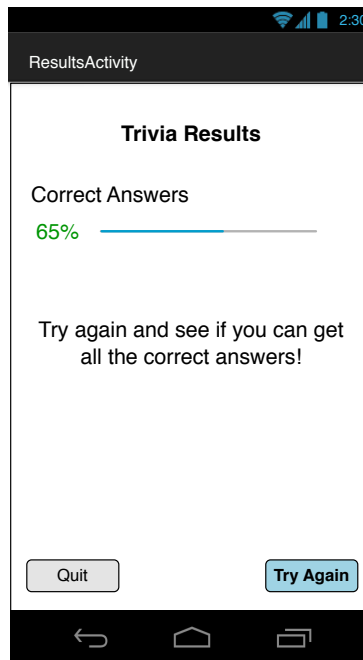 2:30
ResultsActivity
Trivia Results
Correct Answers
65%
Try again and see if you can get
all the correct answers!
Quit
Try Again